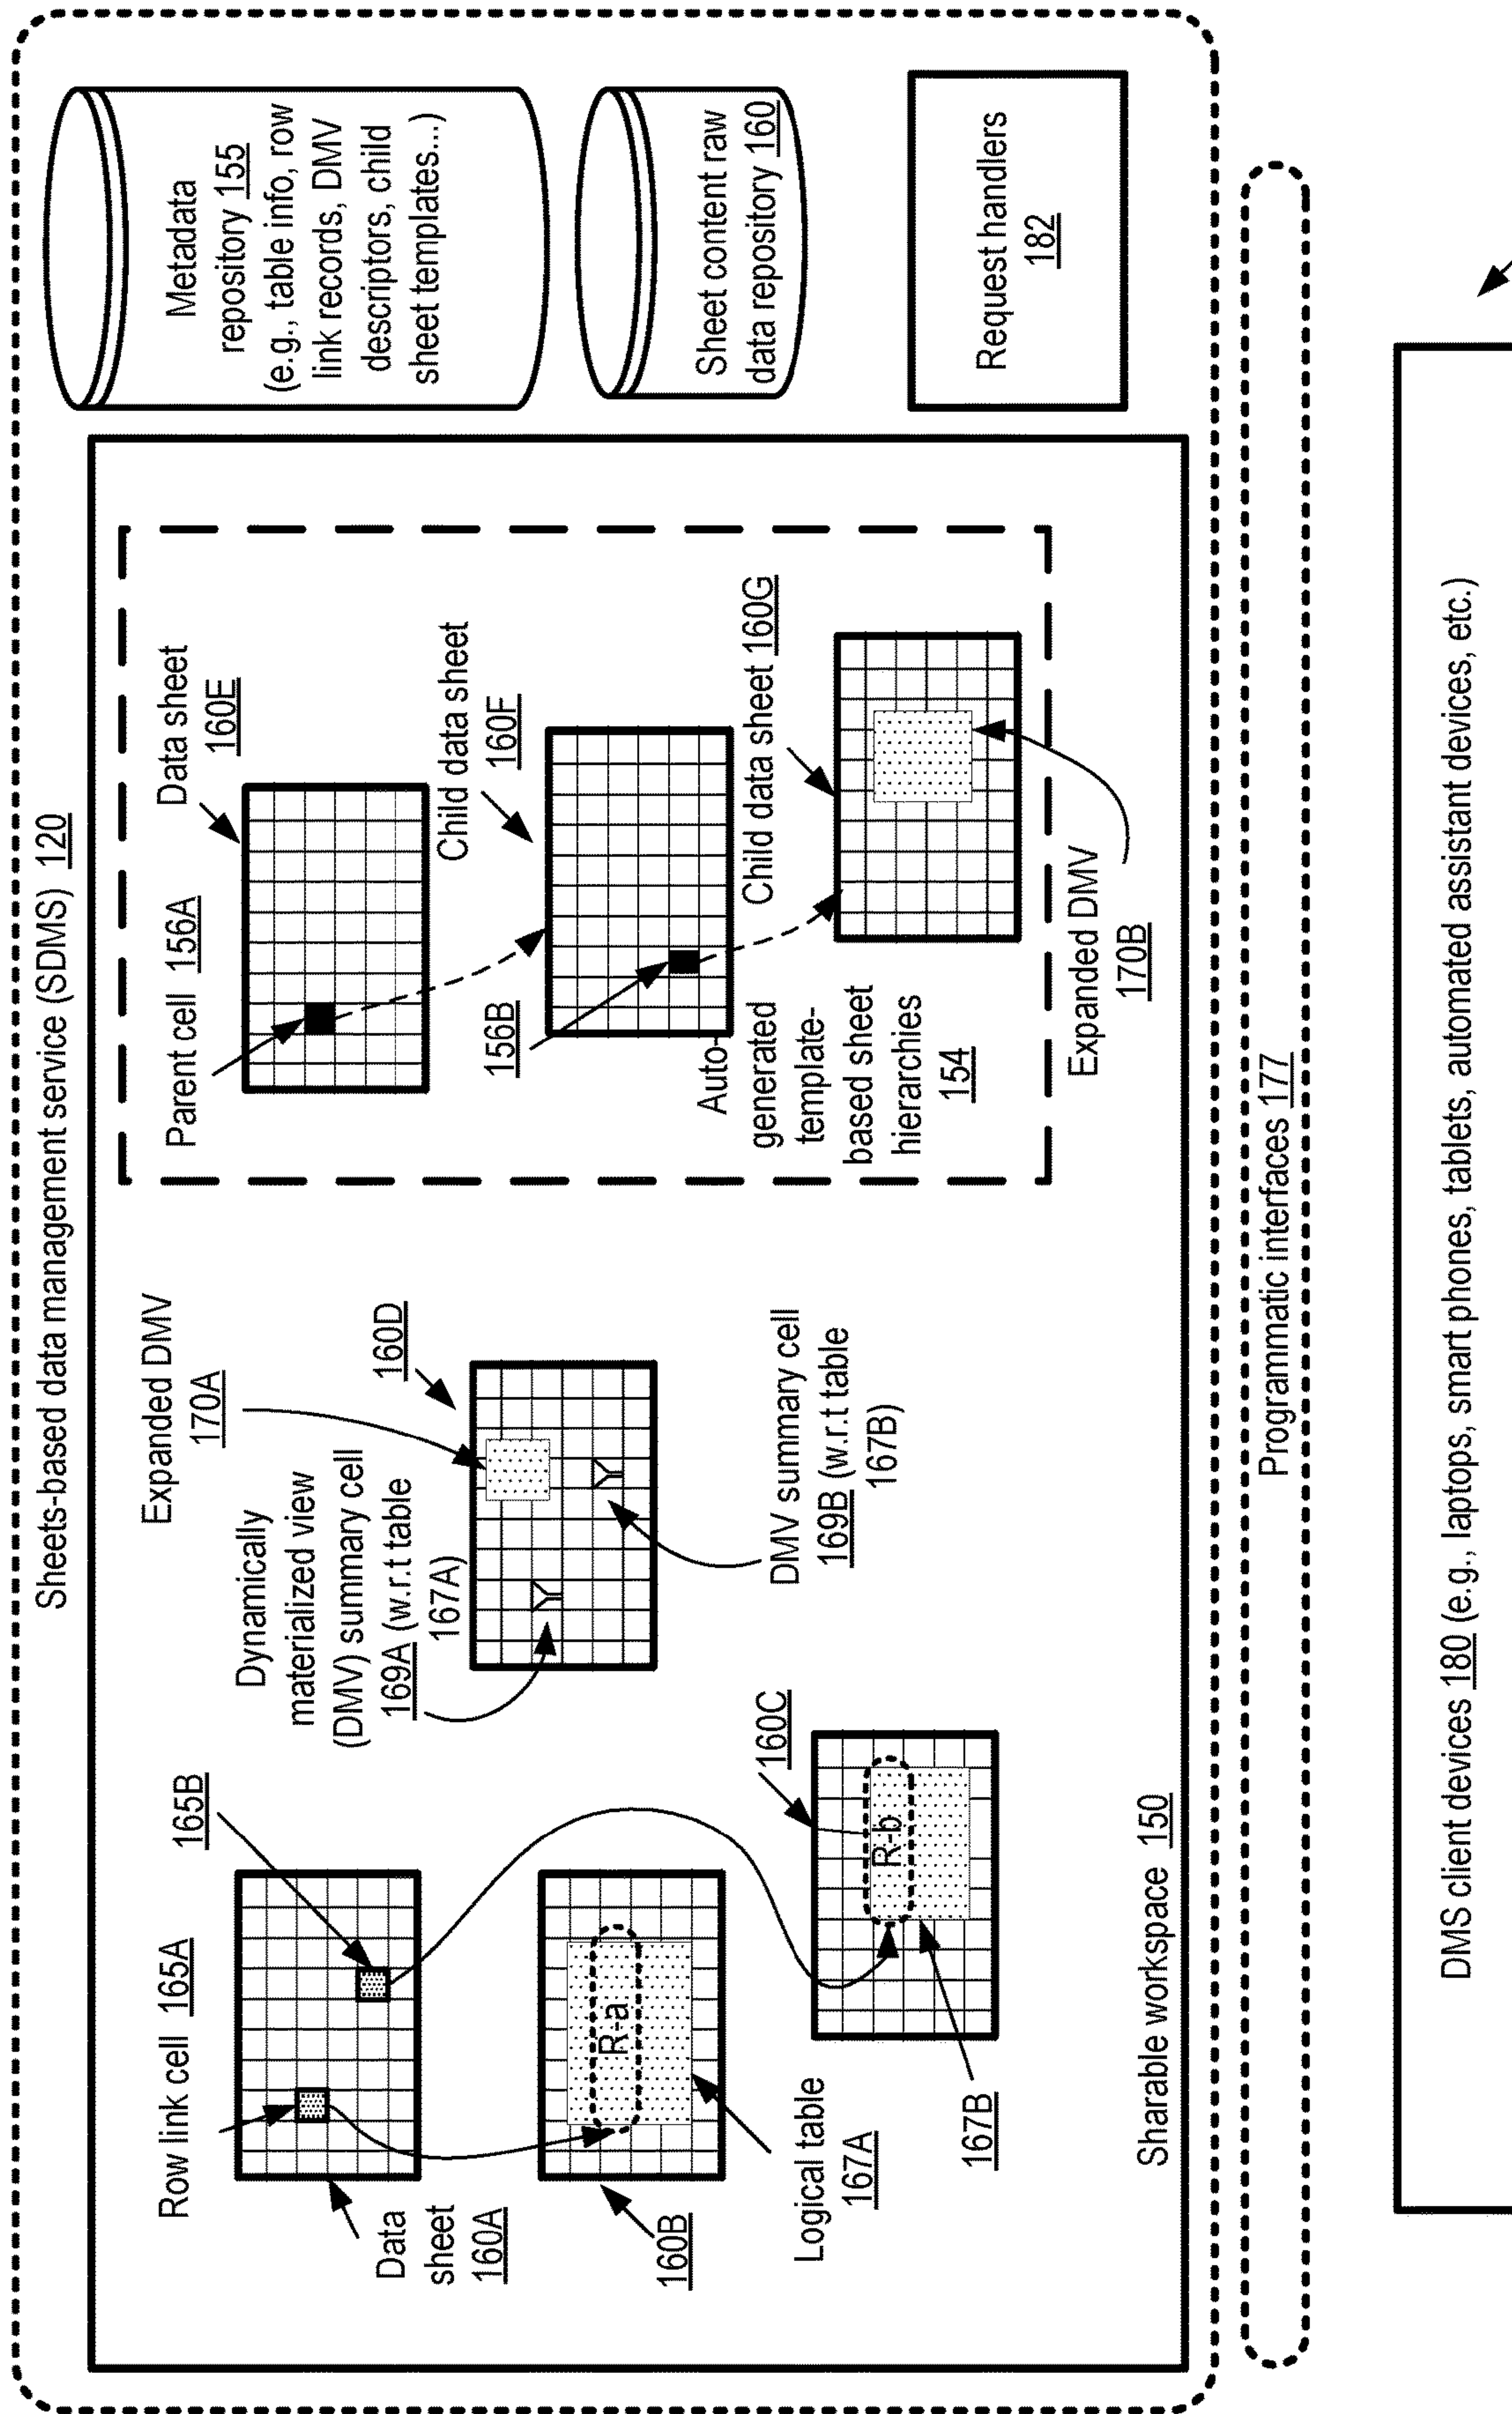 Sheets-based data management service (SDMS) 120
Row link cell 165A
165B
Data
sheet
160A
160B
Logical table
167A
R-a
R-b
160C
167B
Sharable workspace 150
Expanded DMV
170A
Dynamically
materialized view
(DMV) summary cell
169A (w.r.t table
167A)
160D
DMV summary cell
169B (w.r.t table
167B)
Parent cell 156A
Data sheet
160E
Child data sheet
160F
156B
Child data sheet 160G
Auto-
generated
template-
based sheet
hierarchies
154
Expanded DMV
170B
Metadata
repository 155
(e.g., table info, row
link records, DMV
descriptors, child
sheet templates...)
Sheet content raw
data repository 160
Request handlers
182
Programmatic interfaces 177
DMS client devices 180 (e.g., laptops, smart phones, tablets, automated assistant devices, etc.)